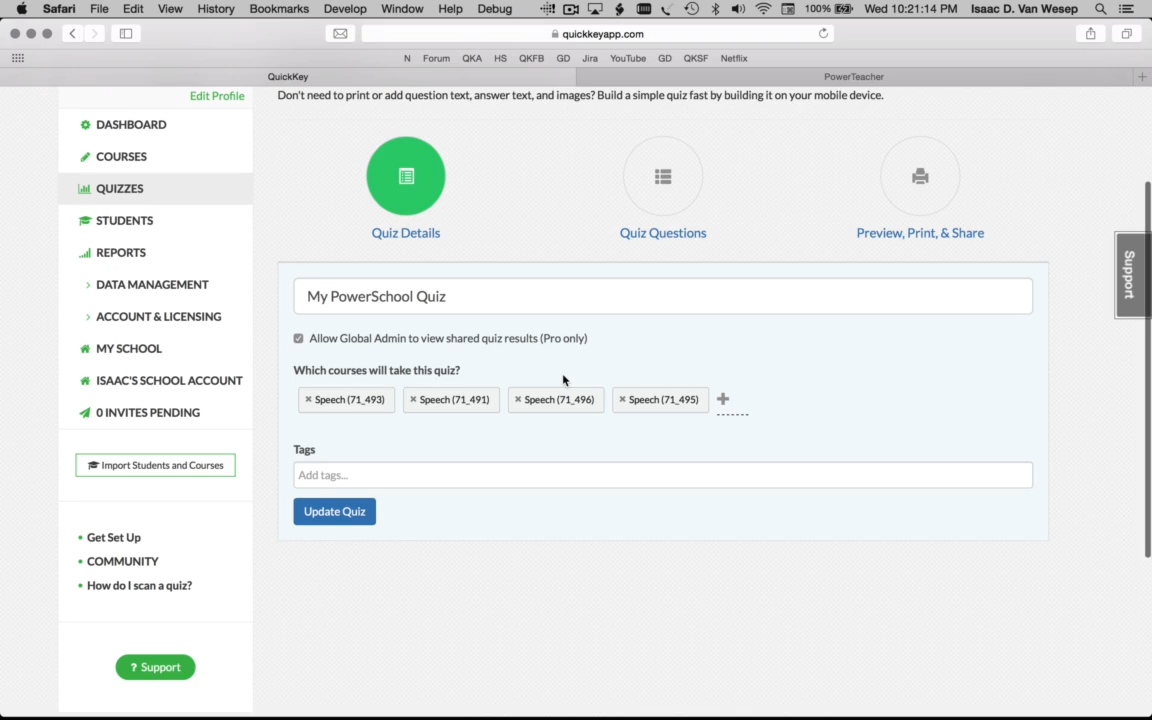 Safari File Edit View History Bookmarks Develop Window Help Debug 100% Wed 10:21:14 PM Isaac D. Van Wesep
quickkeyapp.com
N Forum QKA HS QKFB GD Jira YouTube GD QKSF Netflix
QuickKey PowerTeacher
Edit Profile
DASHBOARD
COURSES
QUIZZES
STUDENTS
REPORTS
DATA MANAGEMENT
ACCOUNT & LICENSING
MY SCHOOL
ISAAC'S SCHOOL ACCOUNT
0 INVITES PENDING
Import Students and Courses
Get Set Up
COMMUNITY
How do I scan a quiz?
? Support
Don't need to print or add question text, answer text, and images? Build a simple quiz fast by building it on your mobile device.
Quiz Details Quiz Questions Preview, Print, & Share
My PowerSchool Quiz
Allow Global Admin to view shared quiz results (Pro only)
Which courses will take this quiz?
× Speech (71_493) × Speech (71_491) × Speech (71_496) × Speech (71_495) +
Tags
Add tags...
Update Quiz
Support